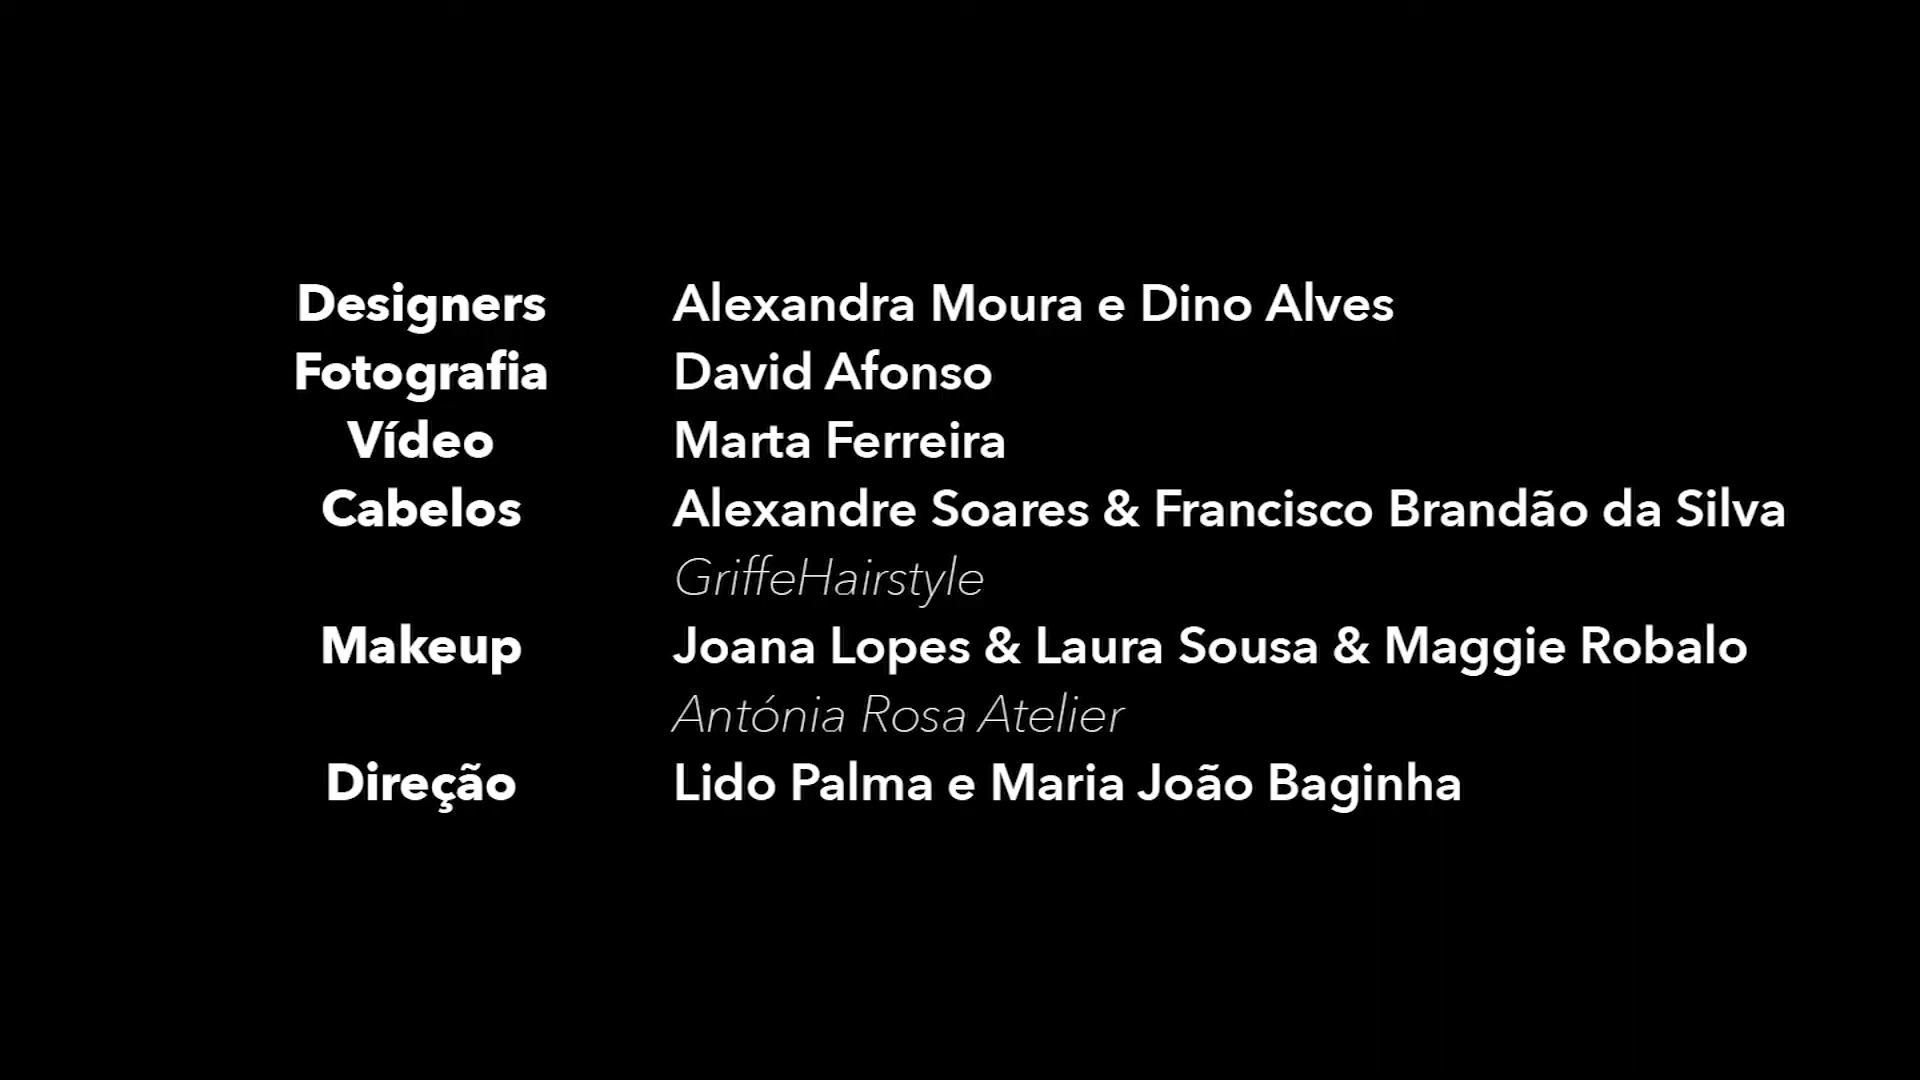 Designers Alexandra Moura e Dino Alves
Fotografia David Afonso
Vídeo Marta Ferreira
Cabelos Alexandre Soares & Francisco Brandão da Silva
GriffeHairstyle
Makeup Joana Lopes & Laura Sousa & Maggie Robalo
Antónia Rosa Atelier
Direção Lido Palma e Maria João Baginha